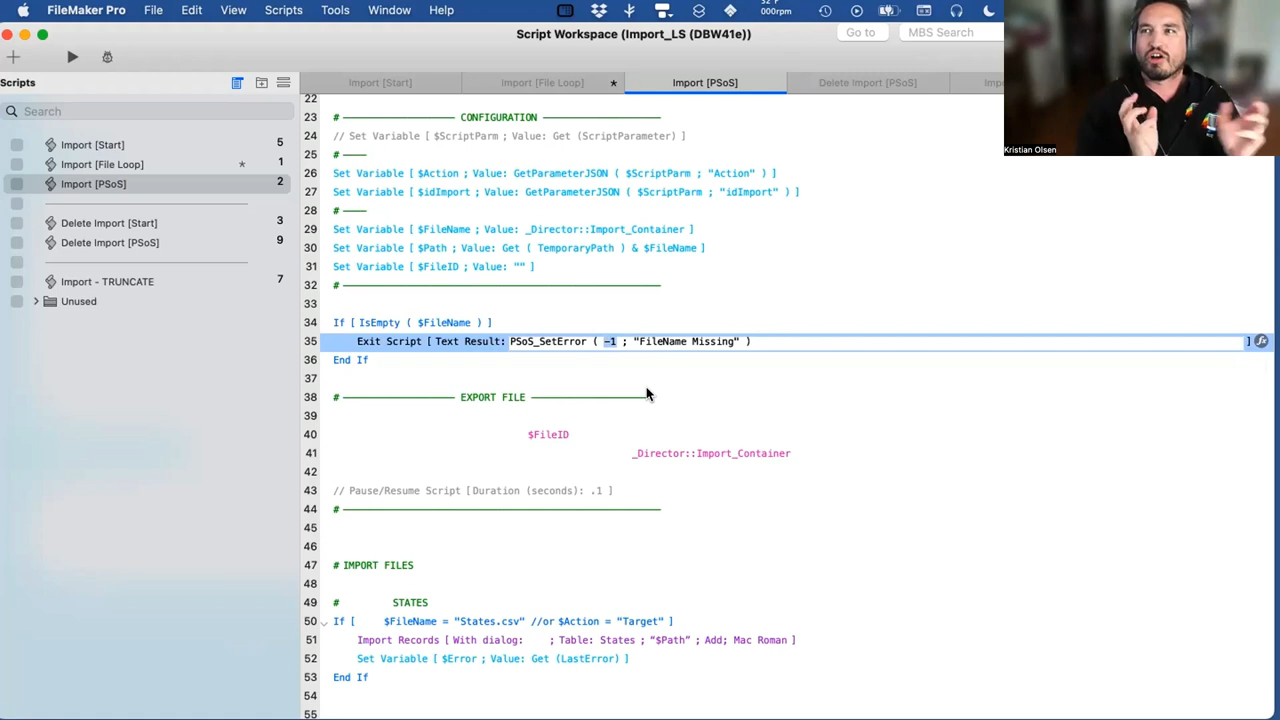 FileMaker Pro File Edit View Scripts Tools Window Help
000rpm
Script Workspace (Import_LS (DBW41e))
Go to
MBS Search
Scripts
Import [Start]
Import [File Loop] *
Import [PSoS]
Delete Import [Start]
Search
Import [Start] 5
Import [File Loop] * 1
Import [PSoS] 2
Delete Import [Start] 3
Delete Import [PSoS] 9
Import - TRUNCATE 7
Unused
Kristian Olsen
22
23 # ———————— CONFIGURATION ————————
24 // Set Variable [ $ScriptParm ; Value: Get (ScriptParameter) ]
25 # ——
26 Set Variable [ $Action ; Value: GetParameterJSON ( $ScriptParm ; "Action" ) ]
27 Set Variable [ $idImport ; Value: GetParameterJSON ( $ScriptParm ; "idImport" ) ]
28 # ——
29 Set Variable [ $FileName ; Value: _Director::Import_Container ]
30 Set Variable [ $Path ; Value: Get ( TemporaryPath ) & $FileName ]
31 Set Variable [ $FileID ; Value: "" ]
32 # ————————————————
33
34 If [ IsEmpty ( $FileName ) ]
35 Exit Script [ Text Result: PSoS_SetError ( -1 ; "FileName Missing" ) ]
36 End If
37
38 # ———————— EXPORT FILE ————————
39
40 $FileID
41 _Director::Import_Container
42
43 // Pause/Resume Script [ Duration (seconds): .1 ]
44 # ————————————————
45
46
47 # IMPORT FILES
48
49 # STATES
50 If [ $FileName = "States.csv" //or $Action = "Target" ]
51 Import Records [ With dialog: ; Table: States ; “$Path” ; Add; Mac Roman ]
52 Set Variable [ $Error ; Value: Get (LastError) ]
53 End If
54
55